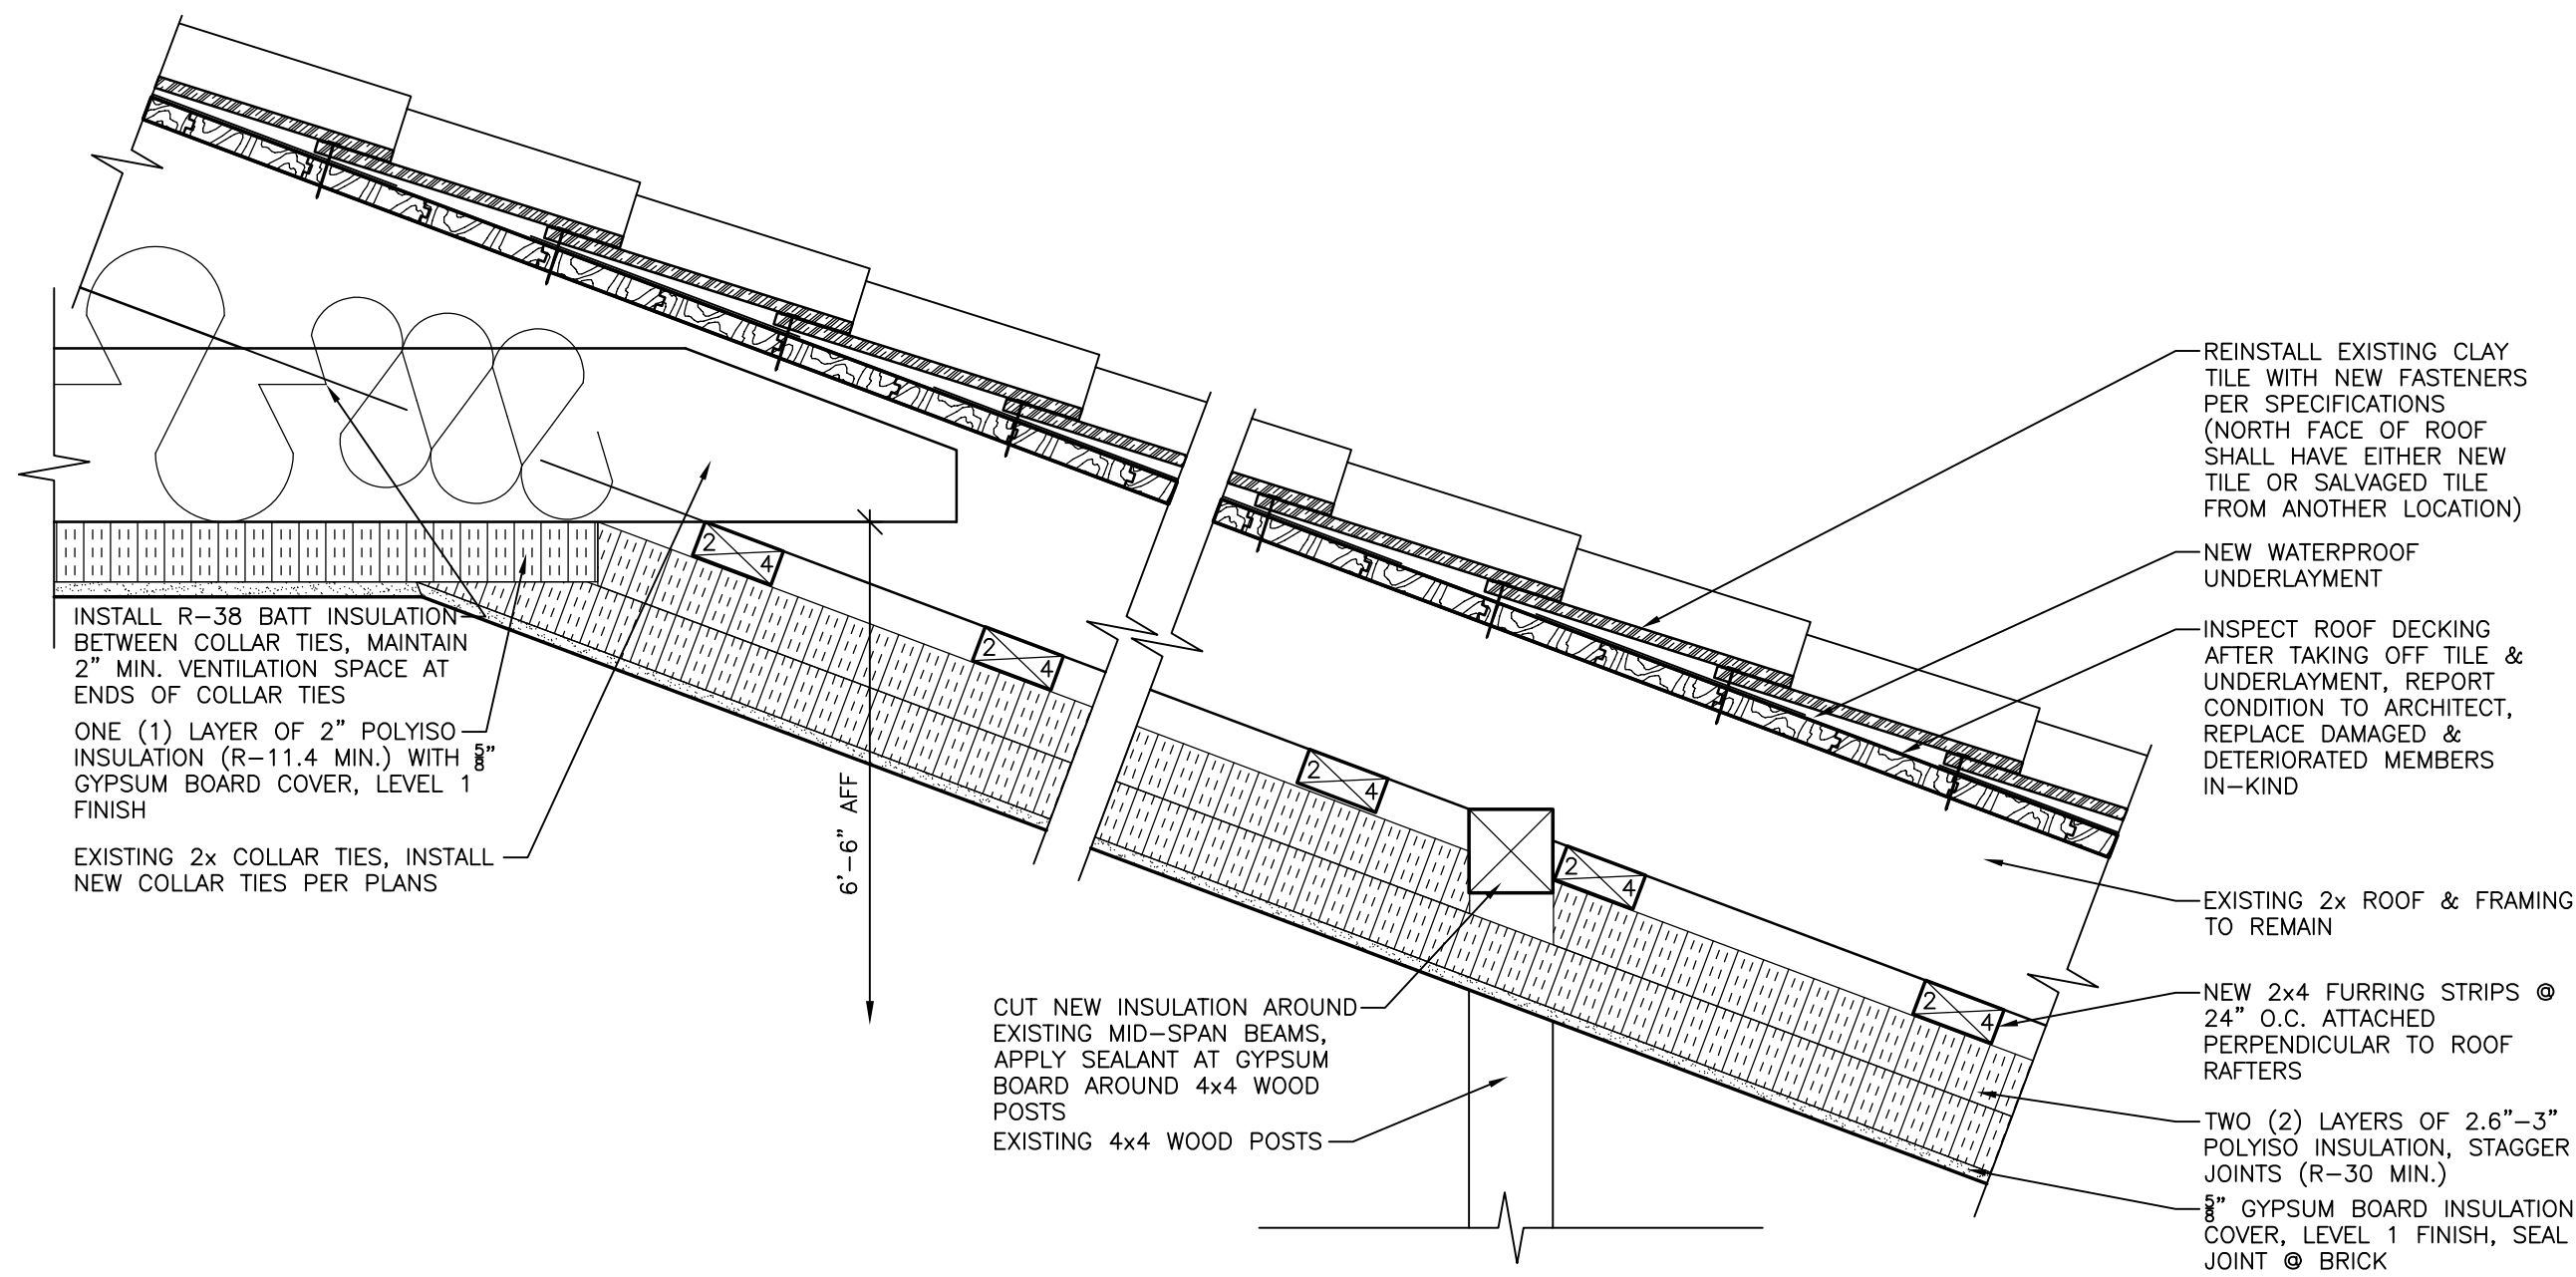 REINSTALL EXISTING CLAY
TILE WITH NEW FASTENERS
PER SPECIFICATIONS
(NORTH FACE OF ROOF
SHALL HAVE EITHER NEW
TILE OR SALVAGED TILE
FROM ANOTHER LOCATION)
NEW WATERPROOF
UNDERLAYMENT
INSPECT ROOF DECKING
AFTER TAKING OFF TILE &
UNDERLAYMENT, REPORT
CONDITION TO ARCHITECT,
REPLACE DAMAGED &
DETERIORATED MEMBERS
IN-KIND
EXISTING 2x ROOF & FRAMING
TO REMAIN
NEW 2x4 FURRING STRIPS @
24" O.C. ATTACHED
PERPENDICULAR TO ROOF
RAFTERS
TWO (2) LAYERS OF 2.6"-3"
POLYISO INSULATION, STAGGER
JOINTS (R-30 MIN.)
5/8" GYPSUM BOARD INSULATION
COVER, LEVEL 1 FINISH, SEAL
JOINT @ BRICK
INSTALL R-38 BATT INSULATION
BETWEEN COLLAR TIES, MAINTAIN
2" MIN. VENTILATION SPACE AT
ENDS OF COLLAR TIES
ONE (1) LAYER OF 2" POLYISO
INSULATION (R-11.4 MIN.) WITH 5/8"
GYPSUM BOARD COVER, LEVEL 1
FINISH
EXISTING 2x COLLAR TIES, INSTALL
NEW COLLAR TIES PER PLANS
6'-6" AFF
CUT NEW INSULATION AROUND
EXISTING MID-SPAN BEAMS,
APPLY SEALANT AT GYPSUM
BOARD AROUND 4x4 WOOD
POSTS
EXISTING 4x4 WOOD POSTS
2 4
2 4
2 4
2 4
2 4